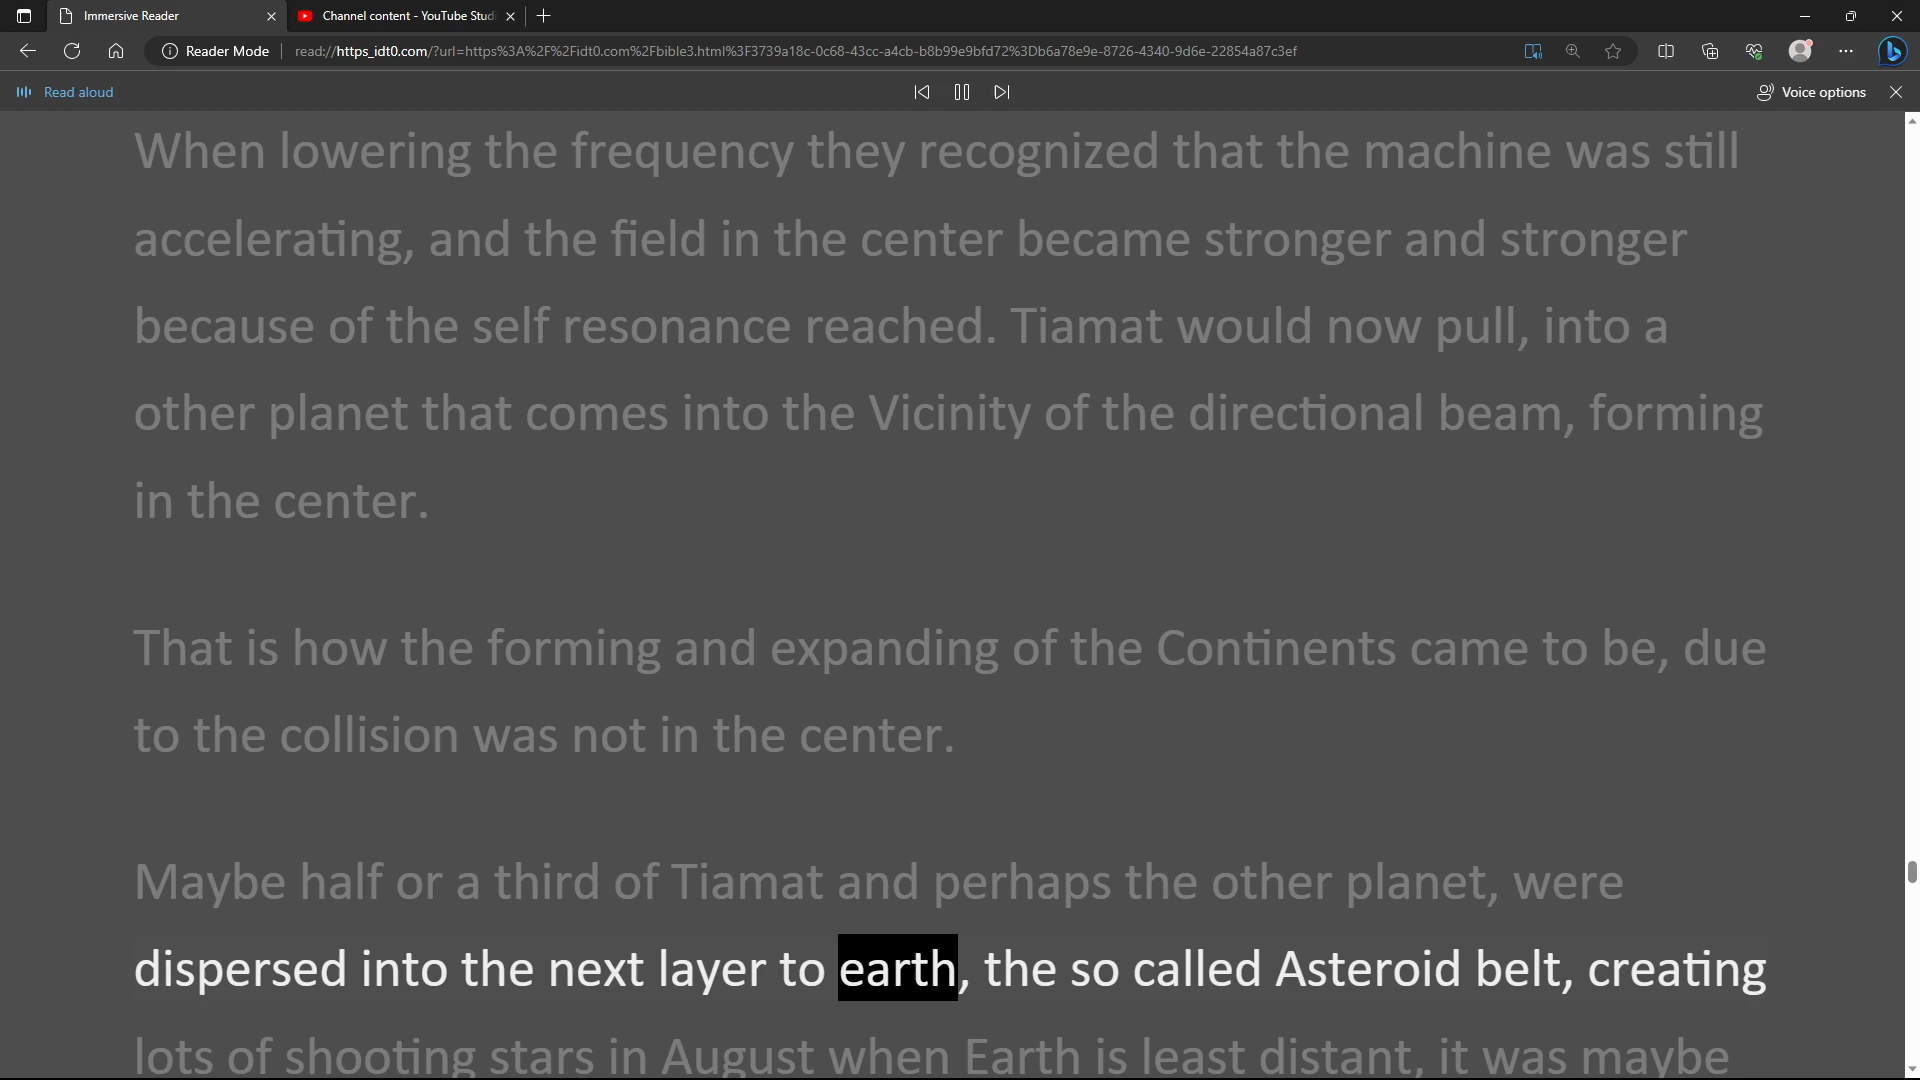 Immersive Reader
Channel content - YouTube Studi
Reader Mode
read://https_idt0.com/?url=https%3A%2F%2Fidt0.com%2Fbible3.html%3F3739a18c-0c68-43cc-a4cb-b8b99e9bfd72%3Db6a78e9e-8726-4340-9d6e-22854a87c3ef
Read aloud
Voice options
When lowering the frequency they recognized that the machine was still
accelerating, and the field in the center became stronger and stronger
because of the self resonance reached. Tiamat would now pull, into a
other planet that comes into the Vicinity of the directional beam, forming
in the center.
That is how the forming and expanding of the Continents came to be, due
to the collision was not in the center.
Maybe half or a third of Tiamat and perhaps the other planet, were
dispersed into the next layer to earth, the so called Asteroid belt, creating
lots of shooting stars in August when Earth is least distant, it was maybe